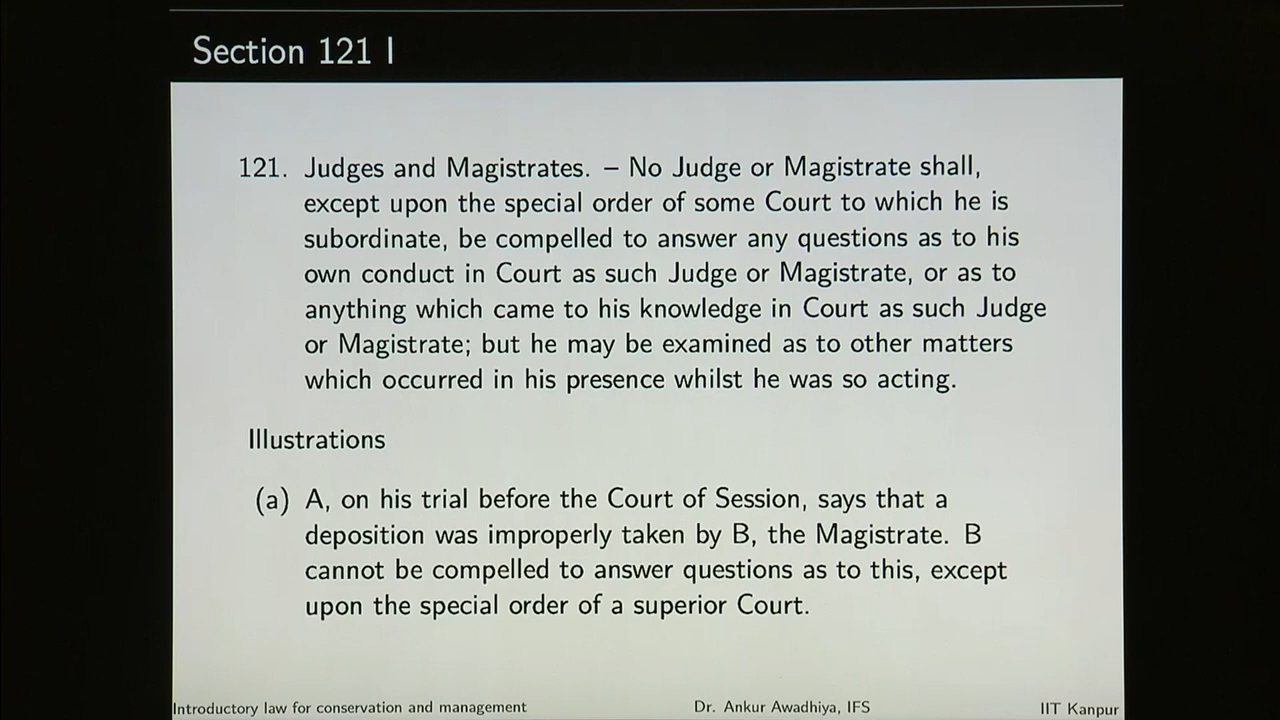 Section 121 I
121. Judges and Magistrates. – No Judge or Magistrate shall,
except upon the special order of some Court to which he is
subordinate, be compelled to answer any questions as to his
own conduct in Court as such Judge or Magistrate, or as to
anything which came to his knowledge in Court as such Judge
or Magistrate; but he may be examined as to other matters
which occurred in his presence whilst he was so acting.
Illustrations
(a) A, on his trial before the Court of Session, says that a
deposition was improperly taken by B, the Magistrate. B
cannot be compelled to answer questions as to this, except
upon the special order of a superior Court.
Introductory law for conservation and management Dr. Ankur Awadhiya, IFS IIT Kanpur